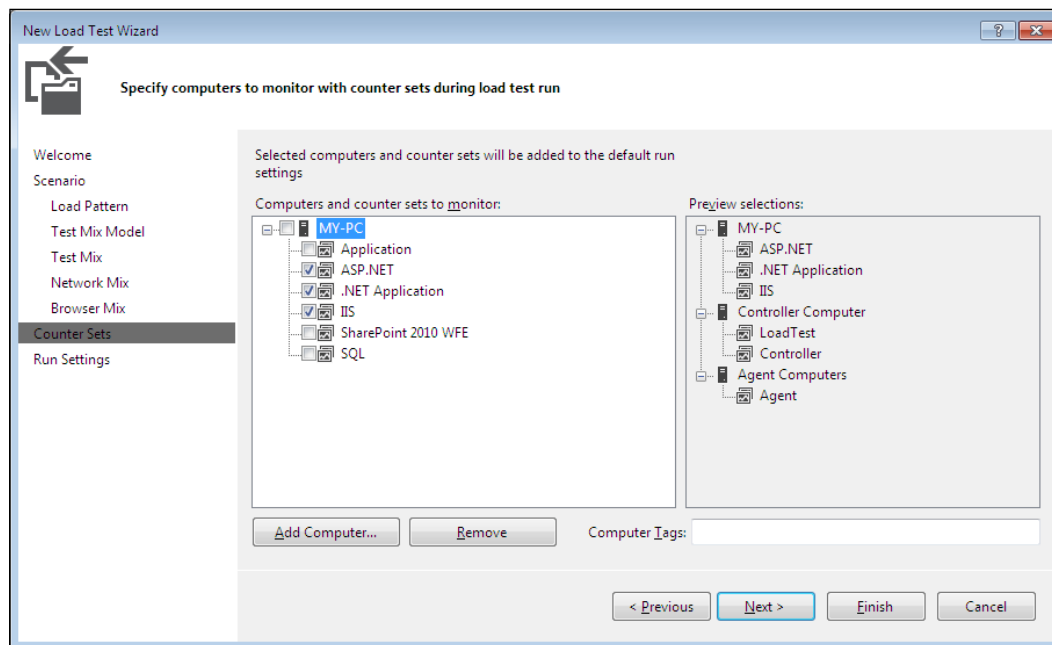 New Load Test Wizard
Specify computers to monitor with counter sets during load test run
Welcome
Scenario
Load Pattern
Test Mix Model
Test Mix
Network Mix
Browser Mix
Counter Sets
Run Settings
Selected computers and counter sets will be added to the default run
settings
Computers and counter sets to monitor:
MY-PC
Application
ASP.NET
.NET Application
IIS
SharePoint 2010 WFE
SQL
Preview selections:
MY-PC
ASP.NET
.NET Application
IIS
Controller Computer
LoadTest
Controller
Agent Computers
Agent
Add Computer...
Remove
Computer Tags:
< Previous
Next >
Finish
Cancel